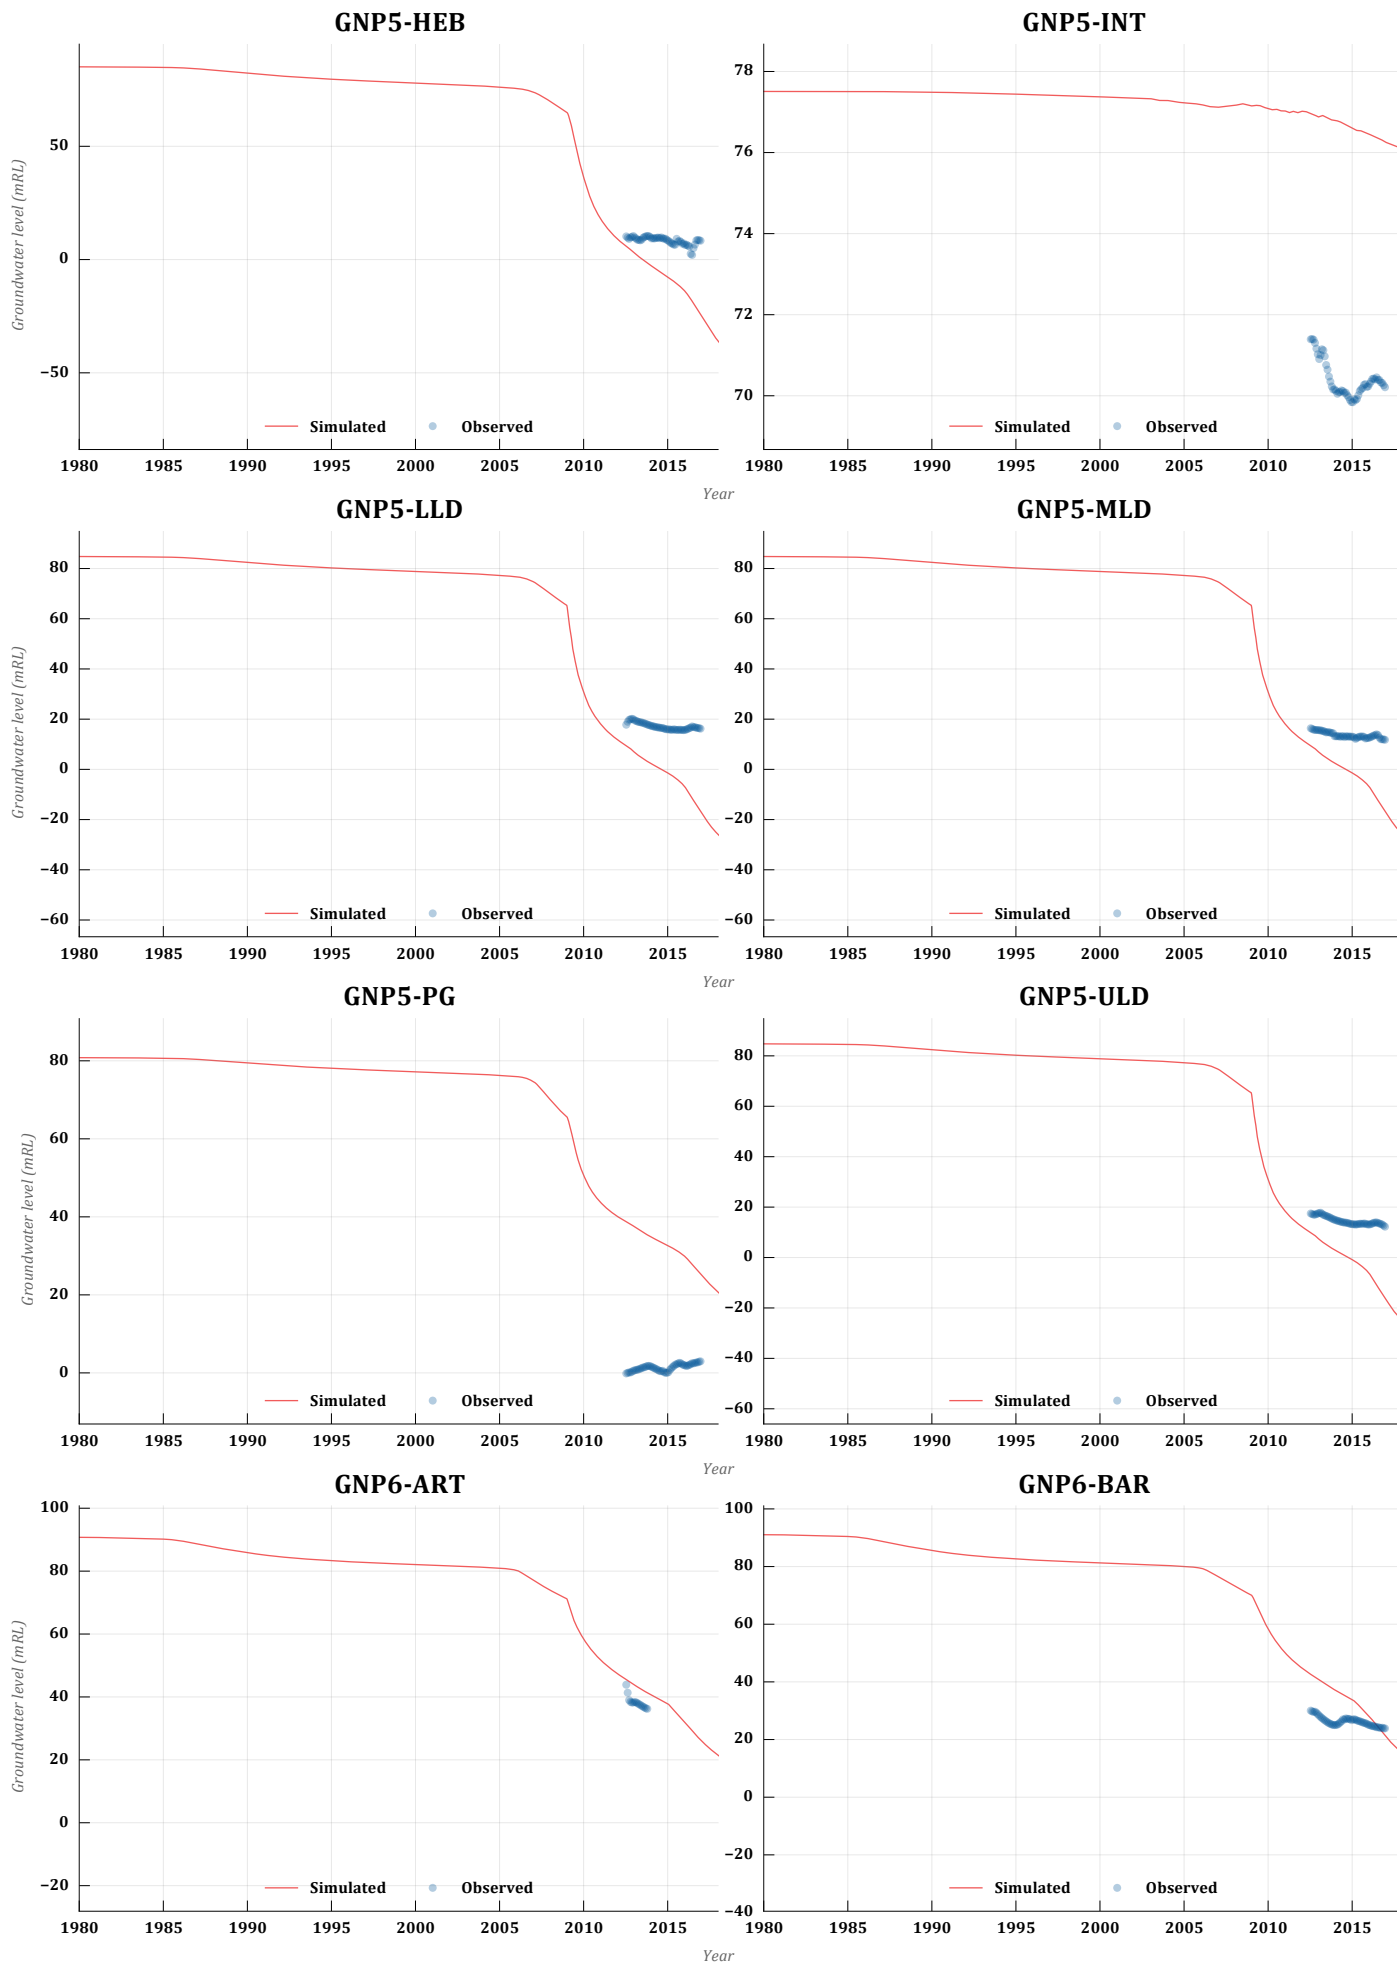 GNP5-HEB GNP5-INT
Groundwater level (mRL)
50
0
−50
78
76
74
72
70
Simulated Observed Simulated Observed
1980 1985 1990 1995 2000 2005 2010 2015 1980 1985 1990 1995 2000 2005 2010 2015
Year
GNP5-LLD GNP5-MLD
Groundwater level (mRL)
80
60
40
20
0
−20
−40
−60
80
60
40
20
0
−20
−40
−60
Simulated Observed Simulated Observed
1980 1985 1990 1995 2000 2005 2010 2015 1980 1985 1990 1995 2000 2005 2010 2015
Year
GNP5-PG GNP5-ULD
Groundwater level (mRL)
80
60
40
20
0
80
60
40
20
0
−20
−40
−60
Simulated Observed Simulated Observed
1980 1985 1990 1995 2000 2005 2010 2015 1980 1985 1990 1995 2000 2005 2010 2015
Year
GNP6-ART GNP6-BAR
Groundwater level (mRL)
100
80
60
40
20
0
−20
100
80
60
40
20
0
−20
−40
Simulated Observed Simulated Observed
1980 1985 1990 1995 2000 2005 2010 2015 1980 1985 1990 1995 2000 2005 2010 2015
Year